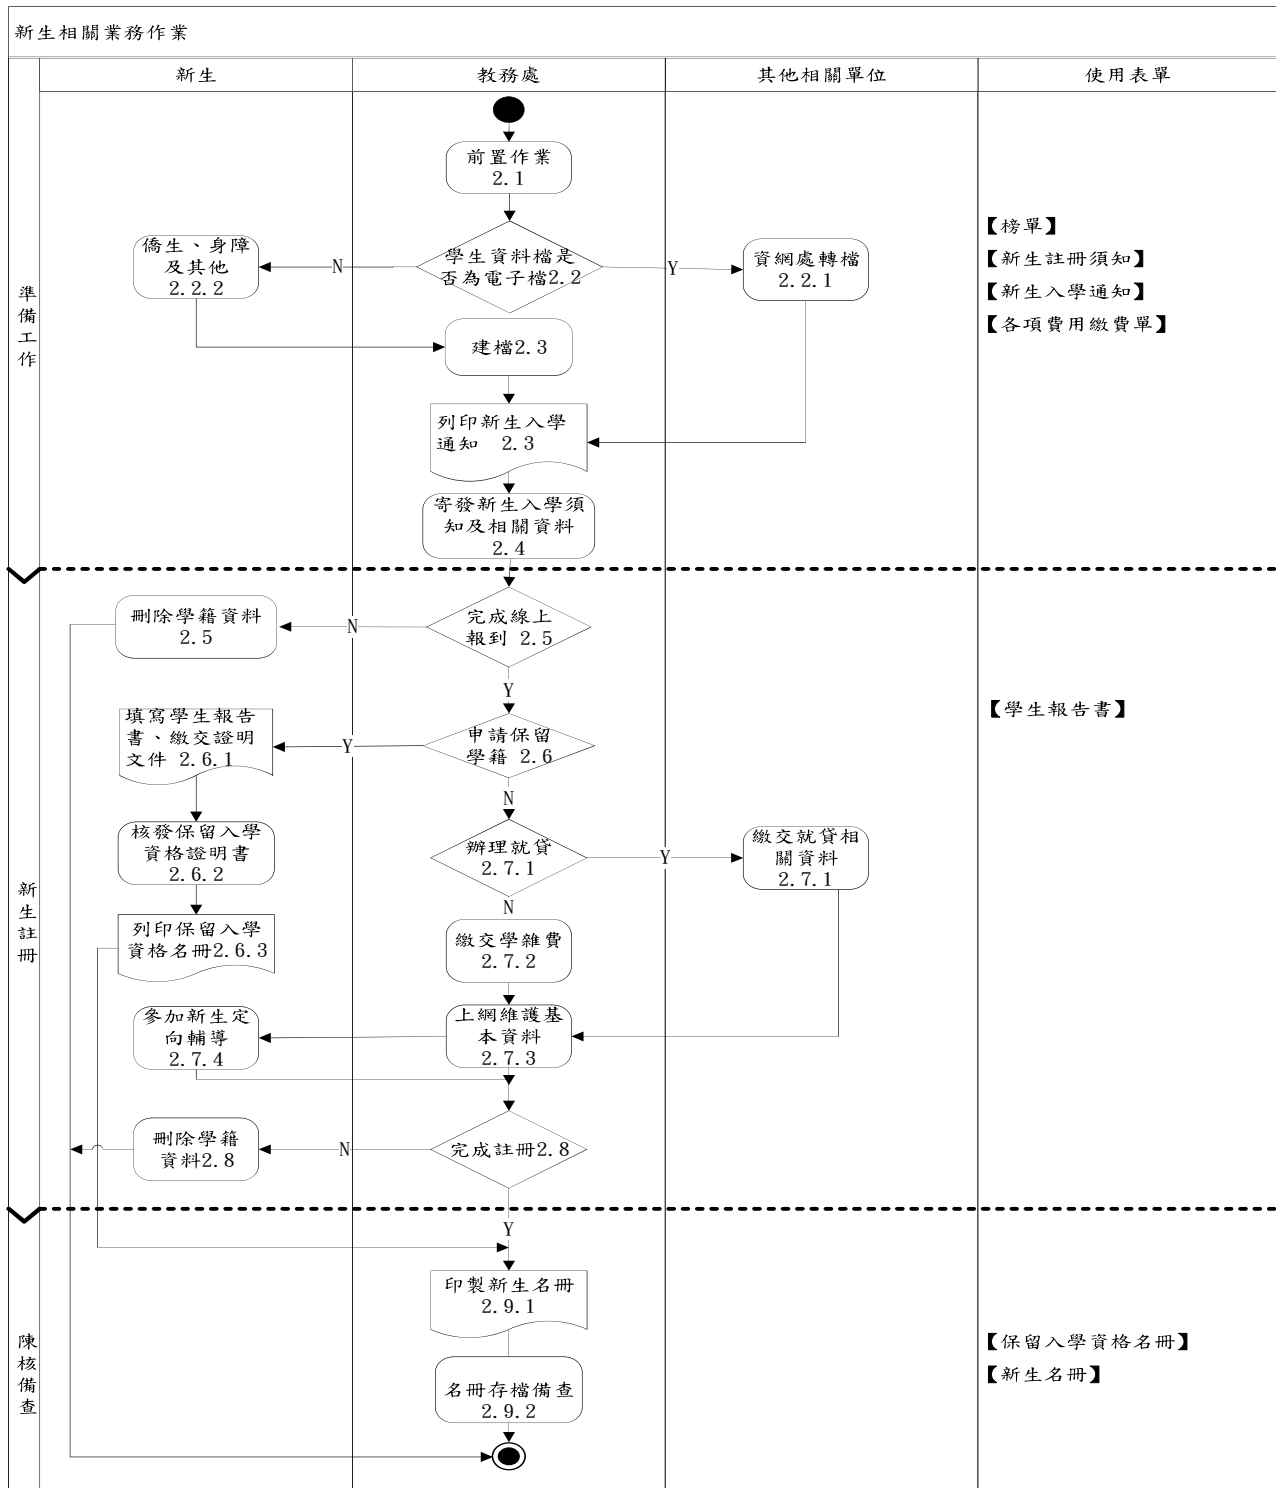 新生相關業務作業
新生
教務處
其他相關單位
使用表單
準備工作
前置作業
2.1
學生資料檔是
否為電子檔2.2
N
Y
僑生、身障
及其他
2.2.2
資網處轉檔
2.2.1
【榜單】
【新生註冊須知】
【新生入學通知】
【各項費用繳費單】
建檔2.3
列印新生入學
通知 2.3
寄發新生入學須
知及相關資料
2.4
新生註冊
完成線上
報到 2.5
N
刪除學籍資料
2.5
Y
申請保留
學籍 2.6
Y
填寫學生報告
書、繳交證明
文件 2.6.1
【學生報告書】
N
核發保留入學
資格證明書
2.6.2
辦理就貸
2.7.1
Y
繳交就貸相
關資料
2.7.1
N
列印保留入學
資格名冊2.6.3
繳交學雜費
2.7.2
參加新生定
向輔導
2.7.4
上網維護基
本資料
2.7.3
刪除學籍
資料2.8
N
完成註冊2.8
Y
陳核備查
印製新生名冊
2.9.1
【保留入學資格名冊】
【新生名冊】
名冊存檔備查
2.9.2